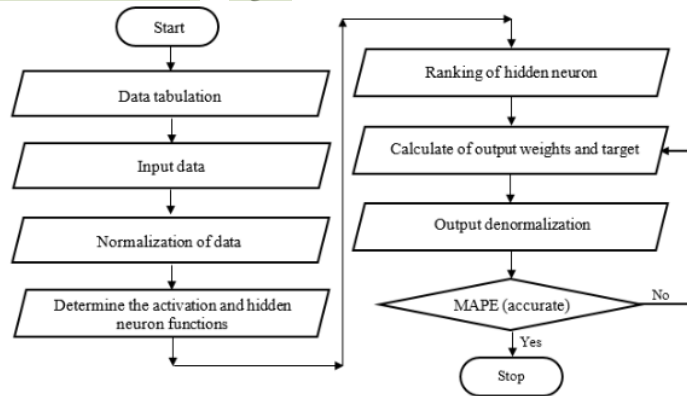 Start
Data tabulation
Input data
Normalization of data
Determine the activation and hidden
neuron functions
Ranking of hidden neuron
Calculate of output weights and target
Output denormalization
MAPE (accurate)
No
Yes
Stop